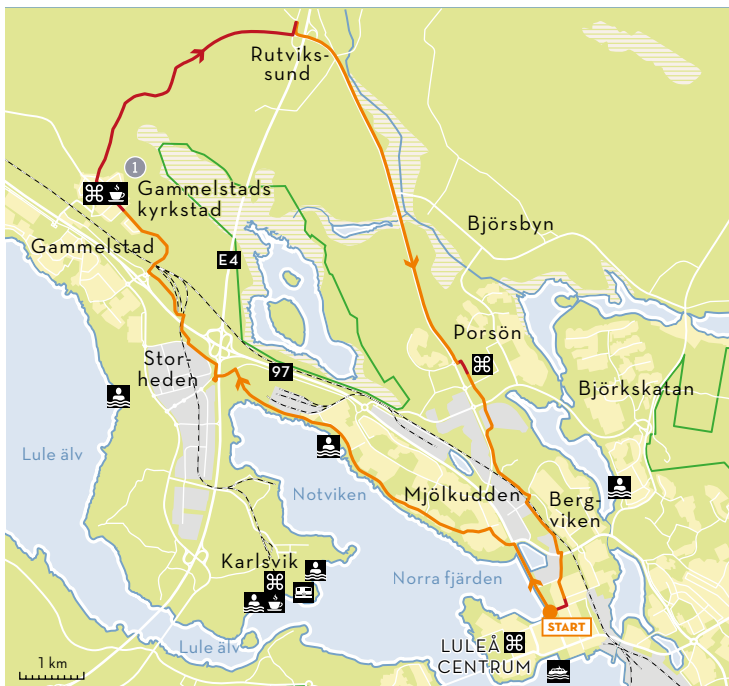 Rutviks-
sund
1
Gammelstads
kyrkstad
Björsbyn
Gammelstad
E4
Porsön
Stor-
heden
97
Björkskatan
Lule älv
Notviken
Mjölkudden
Berg-
viken
Karlsvik
Norra fjärden
START
Lule älv
LULEÅ
CENTRUM
1 km